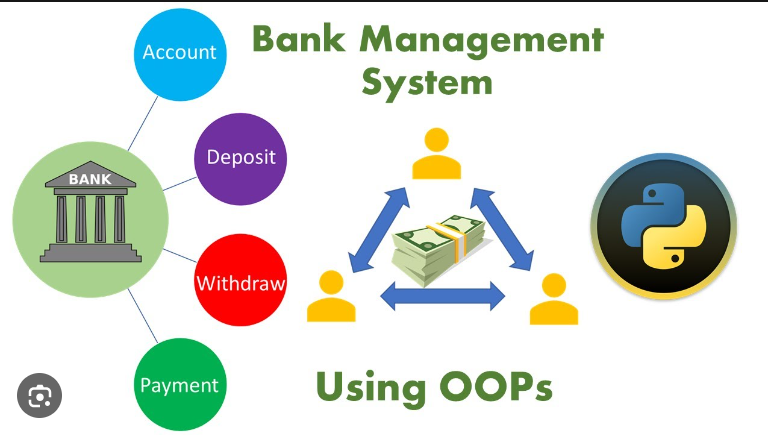 Account
Bank Management
System
Deposit
BANK
Withdraw
Payment
Using OOPs